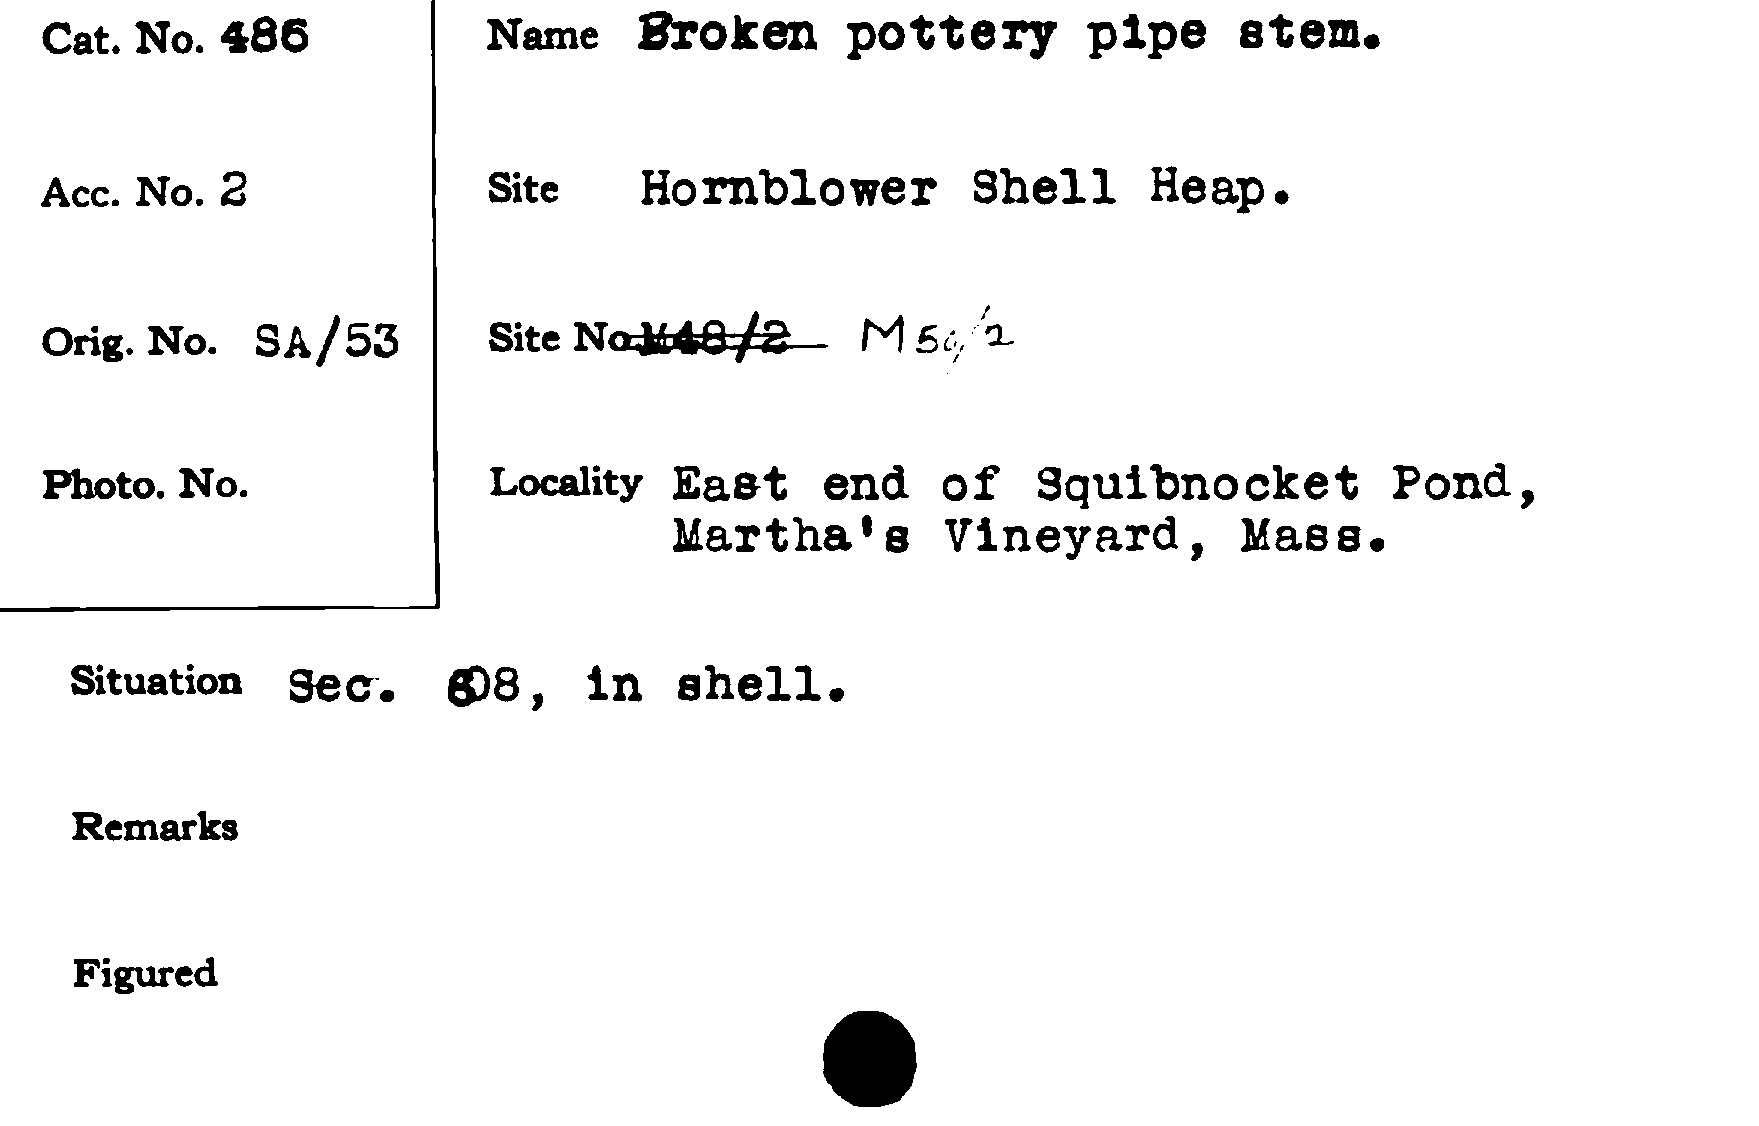 Cat. No. 486
Name Broken pottery pipe stem.
Acc. No. 2
Site Hornblower Shell Heap.
Orig. No. SA/53
Site No. M48/2 M50/2
Photo. No.
Locality East end of Squibnocket Pond,
Martha's Vineyard, Mass.
Situation Sec. 808, in shell.
Remarks
Figured